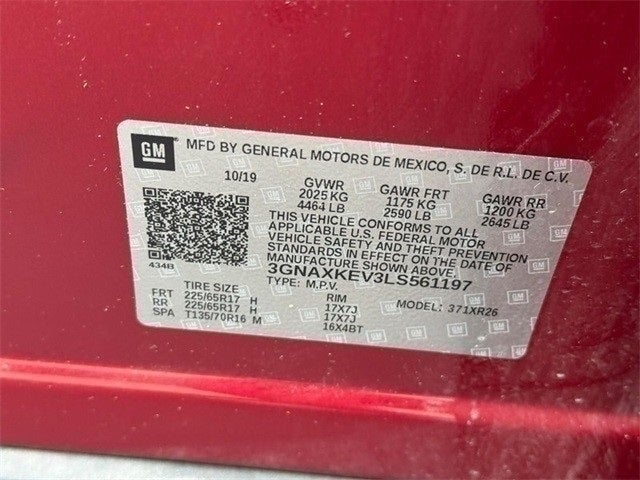 GM MFD BY GENERAL MOTORS DE MEXICO, S. DE R.L. DE C.V.
10/19 GVWR GAWR FRT GAWR RR
2025 KG 1175 KG 1200 KG
4464 LB 2590 LB 2645 LB
THIS VEHICLE CONFORMS TO ALL
APPLICABLE U.S. FEDERAL MOTOR
VEHICLE SAFETY AND THEFT PREVENTION
STANDARDS IN EFFECT ON THE DATE OF
MANUFACTURE SHOWN ABOVE.
434B 3GNAXKEV3LS561197
TYPE: M.P.V. MODEL: 371XR26
TIRE SIZE RIM
FRT 225/65R17 H 17X7J
RR 225/65R17 H 17X7J
SPA T135/70R16 M 16X4BT